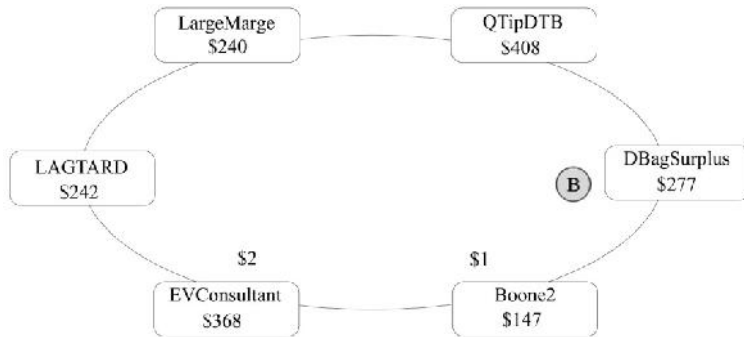 LargeMarge
$240
QTipDTB
$408
LAGTARD
$242
B
DBagSurplus
$277
$2
$1
EVConsultant
$368
Boone2
$147